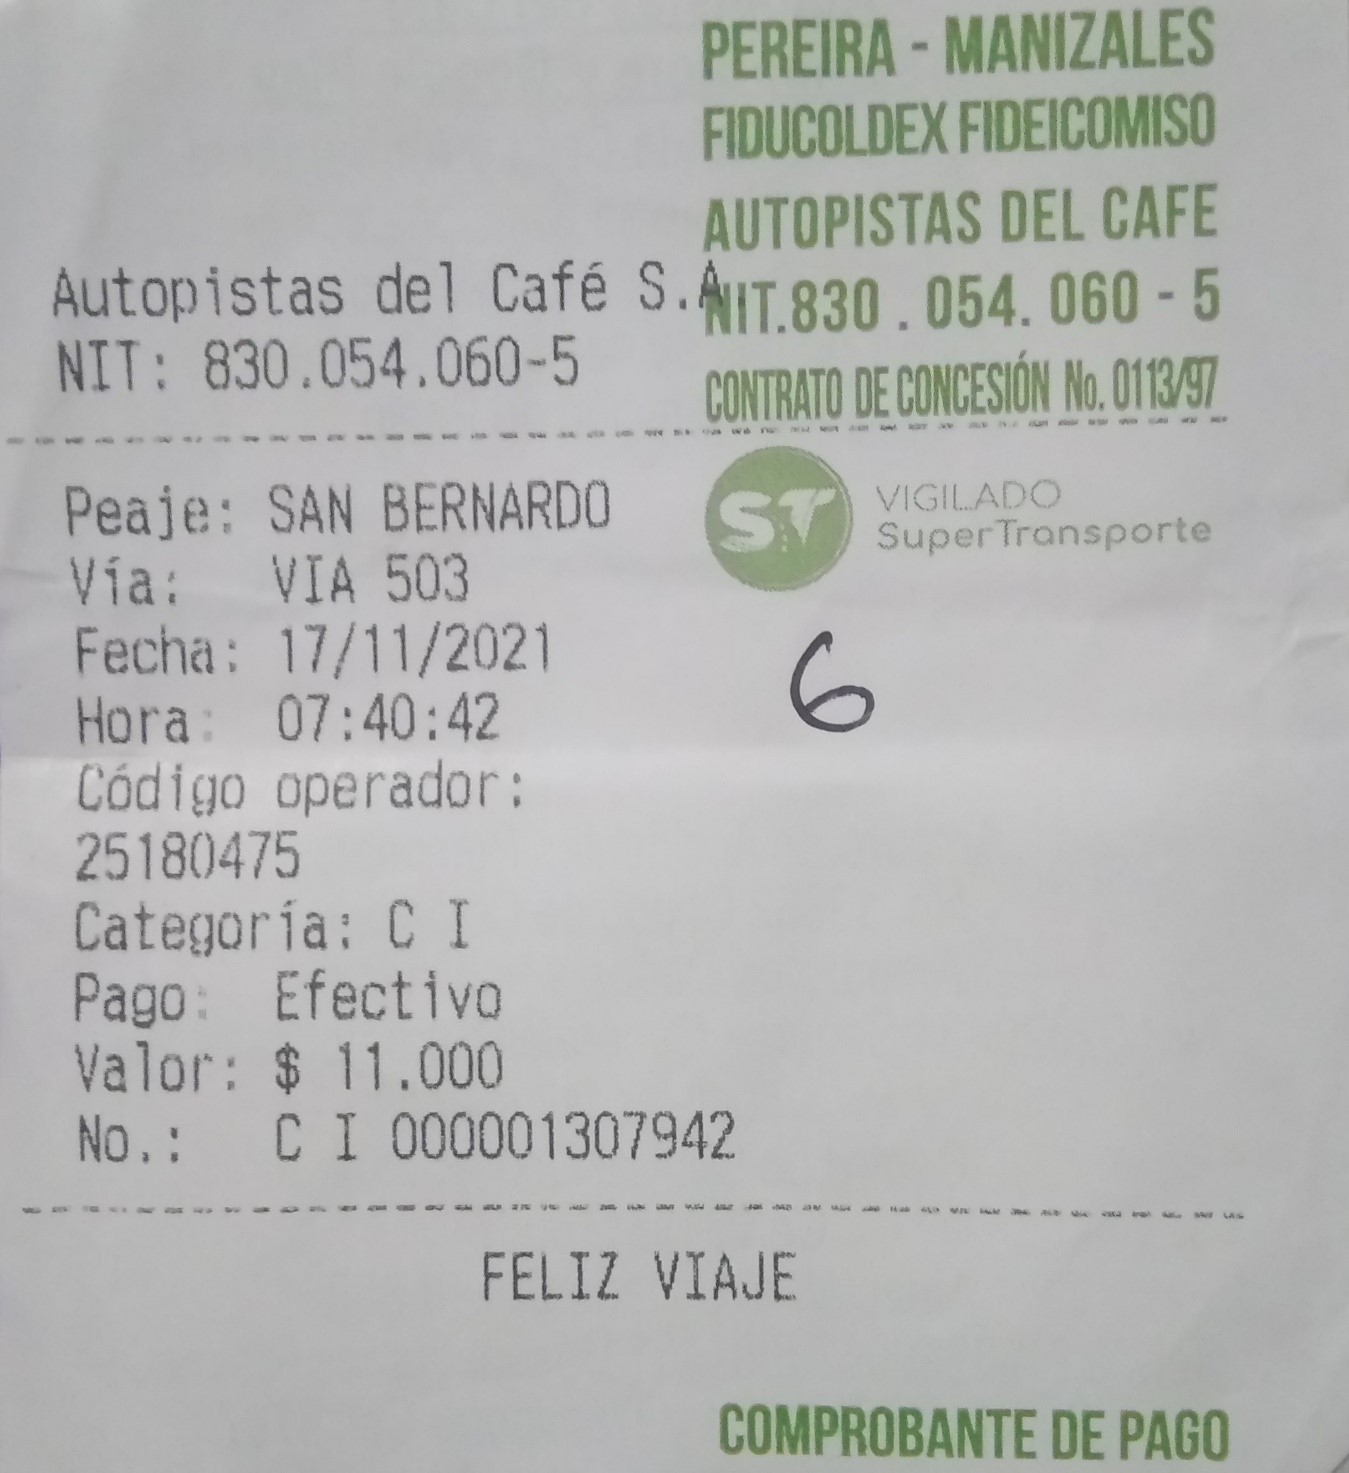 PEREIRA - MANIZALES
FIDUCOLDEX FIDEICOMISO
AUTOPISTAS DEL CAFE
NIT.830 . 054. 060 - 5
CONTRATO DE CONCESIÓN No. 0113/97
Autopistas del Café S.A
NIT: 830.054.060-5
ST
VIGILADO
SuperTransporte
Peaje: SAN BERNARDO
Vía: VIA 503
Fecha: 17/11/2021
6
Hora: 07:40:42
Código operador:
25180475
Categoría: C I
Pago: Efectivo
Valor: $ 11.000
No.: C I 000001307942
FELIZ VIAJE
COMPROBANTE DE PAGO